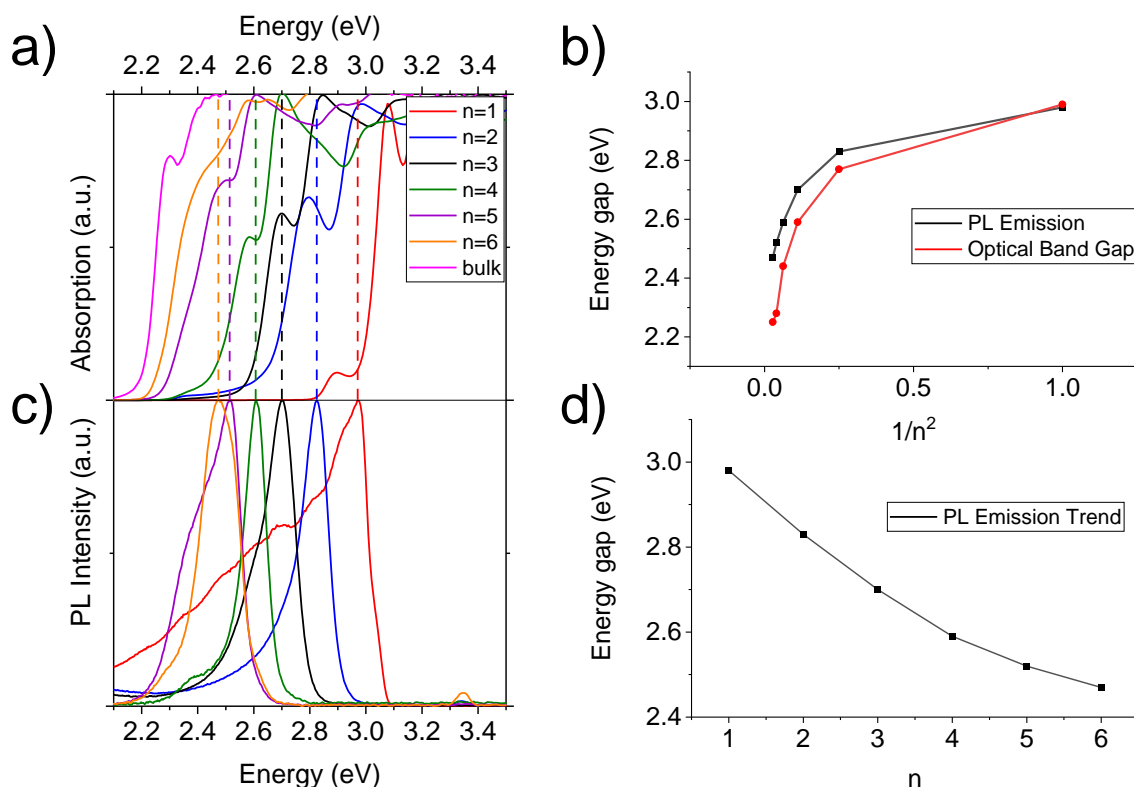 a)
Energy (eV)
2.2 2.4 2.6 2.8 3.0 3.2 3.4
Absorption (a.u.)
n=1
n=2
n=3
n=4
n=5
n=6
bulk
b)
Energy gap (eV)
3.0
2.8
2.6
2.4
2.2
PL Emission
Optical Band Gap
0.0 0.5 1.0
1/n²
c)
PL Intensity (a.u.)
2.2 2.4 2.6 2.8 3.0 3.2 3.4
Energy (eV)
d)
Energy gap (eV)
3.0
2.8
2.6
2.4
PL Emission Trend
1 2 3 4 5 6
n